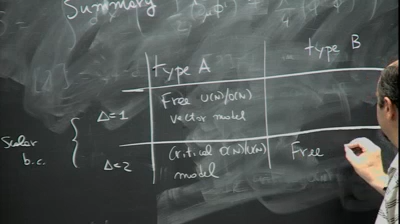 Summary
type A
type B
Scalar
b.c.
Δ=1
Free U(N)/O(N)
vector model
Δ=2
Critical O(N)/U(N)
model
Free